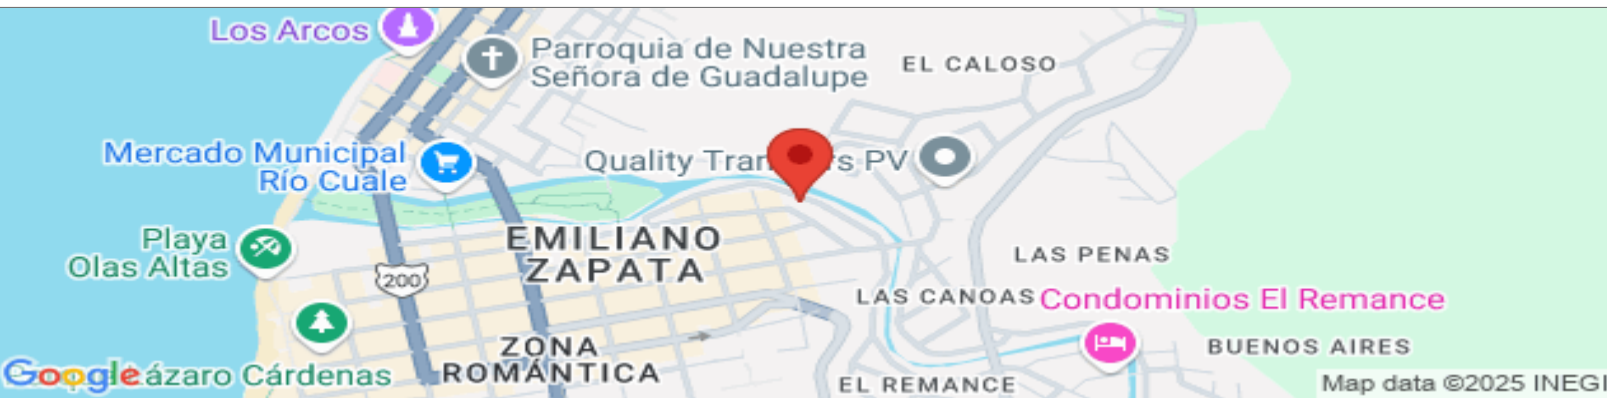 Los Arcos
Parroquia de Nuestra
Señora de Guadalupe
EL CALOSO
Mercado Municipal
Río Cuale
Quality Tran rs PV
Playa
Olas Altas
EMILIANO
ZAPATA
200
LAS PENAS
LAS CANOAS
Condominios El Remance
ZONA
ROMÁNTICA
BUENOS AIRES
Google
ázaro Cárdenas
EL REMANCE
Map data ©2025 INEGI